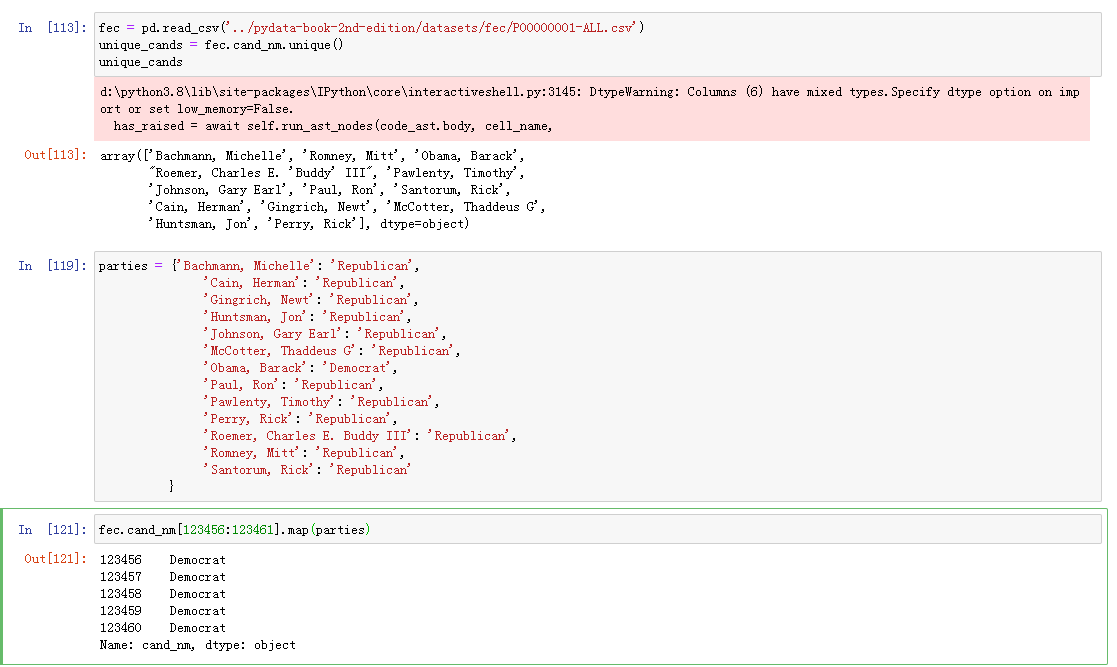 In [113]: fec = pd.read_csv('../pydata-book-2nd-edition/datasets/fec/P00000001-ALL.csv')
unique_cands = fec.cand_nm.unique()
unique_cands
d:\python3.8\lib\site-packages\IPython\core\interactiveshell.py:3145: DtypeWarning: Columns (6) have mixed types.Specify dtype option on imp
ort or set low_memory=False.
  has_raised = await self.run_ast_nodes(code_ast.body, cell_name,
Out[113]: array(['Bachmann, Michelle', 'Romney, Mitt', 'Obama, Barack',
       "Roemer, Charles E. 'Buddy' III", 'Pawlenty, Timothy',
       'Johnson, Gary Earl', 'Paul, Ron', 'Santorum, Rick',
       'Cain, Herman', 'Gingrich, Newt', 'McCotter, Thaddeus G',
       'Huntsman, Jon', 'Perry, Rick'], dtype=object)
In [119]: parties = {'Bachmann, Michelle': 'Republican',
               'Cain, Herman': 'Republican',
               'Gingrich, Newt': 'Republican',
               'Huntsman, Jon': 'Republican',
               'Johnson, Gary Earl': 'Republican',
               'McCotter, Thaddeus G': 'Republican',
               'Obama, Barack': 'Democrat',
               'Paul, Ron': 'Republican',
               'Pawlenty, Timothy': 'Republican',
               'Perry, Rick': 'Republican',
               'Roemer, Charles E. Buddy III': 'Republican',
               'Romney, Mitt': 'Republican',
               'Santorum, Rick': 'Republican'
          }
In [121]: fec.cand_nm[123456:123461].map(parties)
Out[121]: 123456    Democrat
123457    Democrat
123458    Democrat
123459    Democrat
123460    Democrat
Name: cand_nm, dtype: object